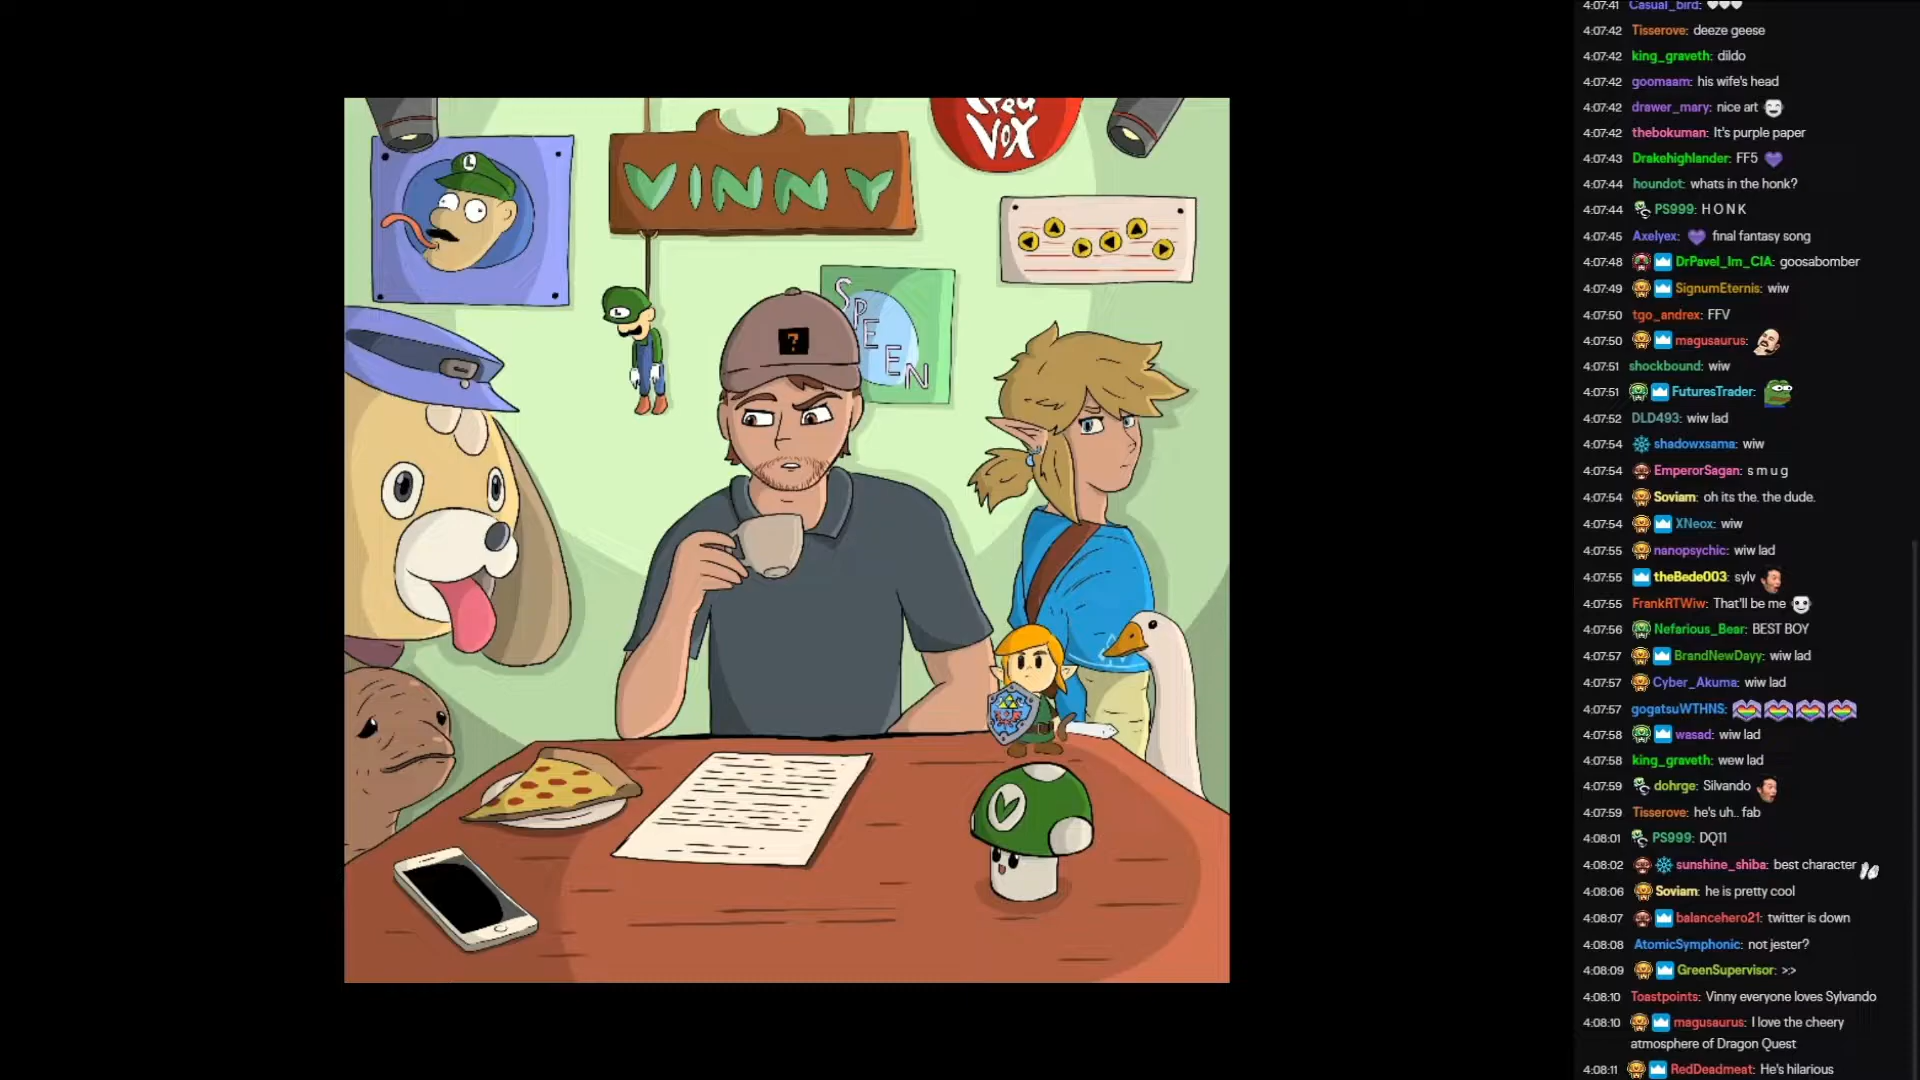 VOX
L
VINNY
L
SPEEN
?
V
4:07:41 Casual_bird:
4:07:42 Tisserove: deeze geese
4:07:42 king_graveth: dildo
4:07:42 goomaam: his wife's head
4:07:42 drawer_mary: nice art
4:07:42 thebokuman: It's purple paper
4:07:43 Drakehighlander: FF5
4:07:44 houndot: whats in the honk?
4:07:44 PS999: H O N K
4:07:45 Axelyex: final fantasy song
4:07:48 DrPavel_Im_CIA: goosabomber
4:07:49 SignumEternis: wiw
4:07:50 tgo_andrex: FFV
4:07:50 magusaurus:
4:07:51 shockbound: wiw
4:07:51 FuturesTrader:
4:07:52 DLD493: wiw lad
4:07:54 shadowxsama: wiw
4:07:54 EmperorSagan: s m u g
4:07:54 Soviam: oh its the. the dude.
4:07:54 XNeox: wiw
4:07:55 nanopsychic: wiw lad
4:07:55 theBede003: sylv
4:07:55 FrankRTWiw: That'll be me
4:07:56 Nefarious_Bear: BEST BOY
4:07:57 BrandNewDayy: wiw lad
4:07:57 Cyber_Akuma: wiw lad
4:07:57 gogatsuWTHNS:
4:07:58 wasad: wiw lad
4:07:58 king_graveth: wew lad
4:07:59 dohrge: Silvando
4:07:59 Tisserove: he's uh.. fab
4:08:01 PS999: DQ11
4:08:02 sunshine_shiba: best character
4:08:06 Soviam: he is pretty cool
4:08:07 balancehero21: twitter is down
4:08:08 AtomicSymphonic: not jester?
4:08:09 GreenSupervisor: >:>
4:08:10 Toastpoints: Vinny everyone loves Sylvando
4:08:10 magusaurus: I love the cheery
atmosphere of Dragon Quest
4:08:11 RedDeadmeat: He's hilarious